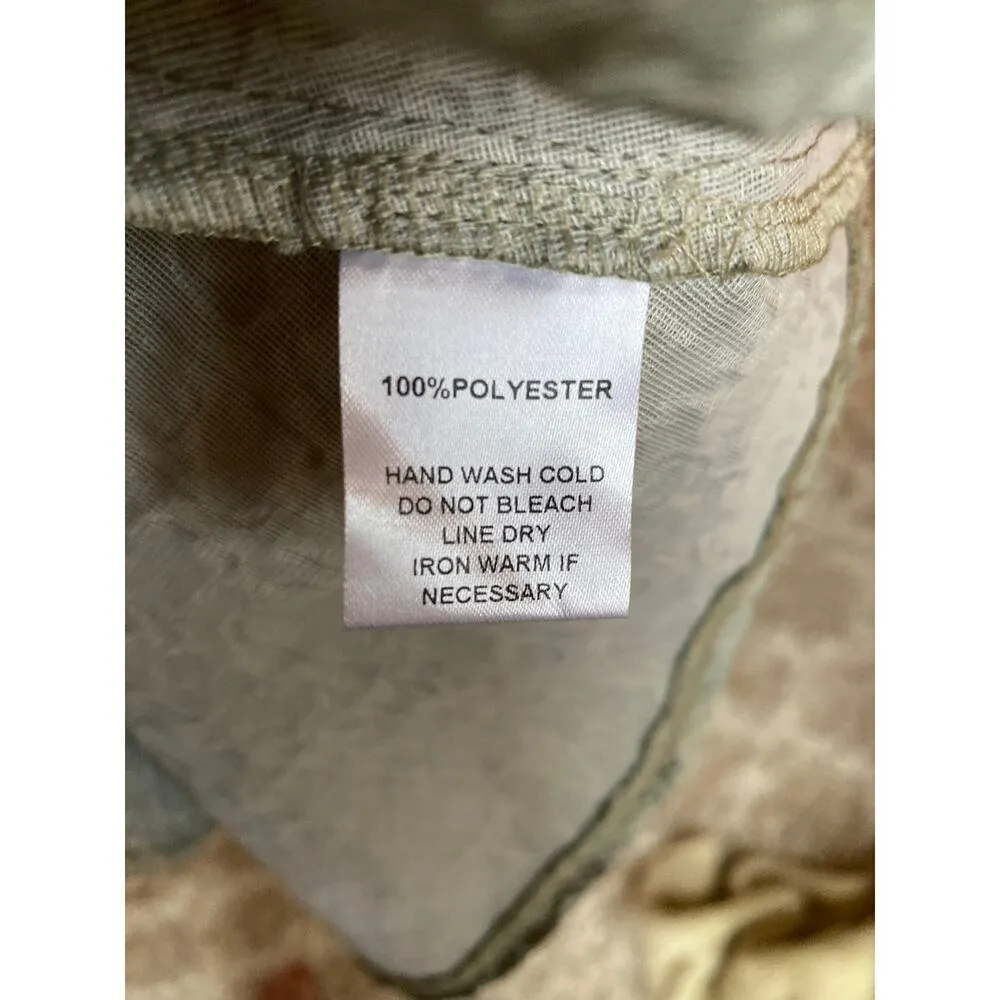 100%POLYESTER
HAND WASH COLD
DO NOT BLEACH
LINE DRY
IRON WARM IF
NECESSARY